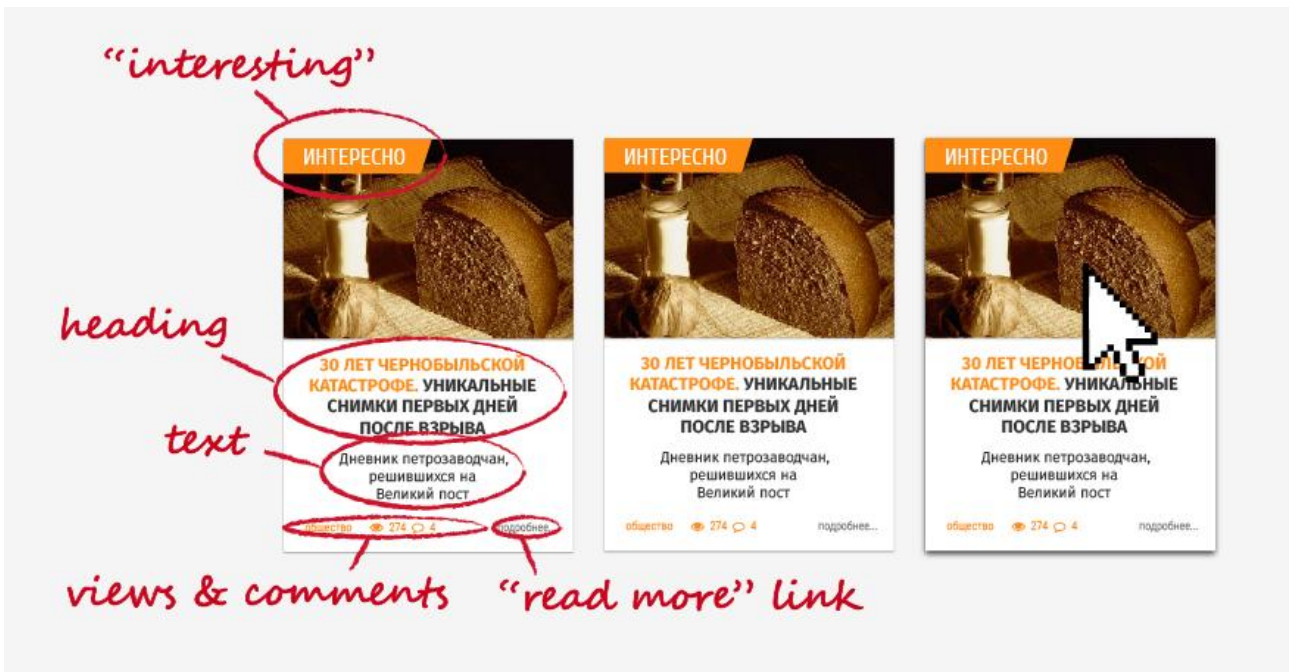 “interesting”
ИНТЕРЕСНО
ИНТЕРЕСНО
ИНТЕРЕСНО
heading
30 ЛЕТ ЧЕРНОБЫЛЬСКОЙ
КАТАСТРОФЕ. УНИКАЛЬНЫЕ
СНИМКИ ПЕРВЫХ ДНЕЙ
ПОСЛЕ ВЗРЫВА
text
Дневник петрозаводчан,
решившихся на
Великий пост
общество 274 4
подробнее...
30 ЛЕТ ЧЕРНОБЫЛЬСКОЙ
КАТАСТРОФЕ. УНИКАЛЬНЫЕ
СНИМКИ ПЕРВЫХ ДНЕЙ
ПОСЛЕ ВЗРЫВА
Дневник петрозаводчан,
решившихся на
Великий пост
общество 274 4
подробнее...
30 ЛЕТ
КАТАСТРОФЕ. УНИКАЛЬНЫЕ
СНИМКИ ПЕРВЫХ ДНЕЙ
ПОСЛЕ ВЗРЫВА
Дневник петрозаводчан,
решившихся на
Великий пост
общество 274 4
подробнее...
views & comments
“read more” link